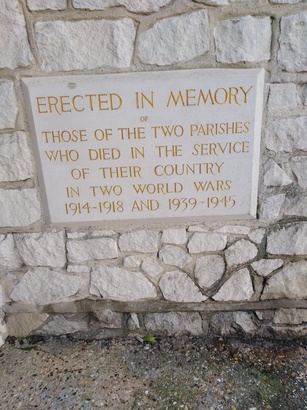 ERECTED IN MEMORY
OF
THOSE OF THE TWO PARISHES
WHO DIED IN THE SERVICE
OF THEIR COUNTRY
IN TWO WORLD WARS
1914-1918 AND 1939-1945